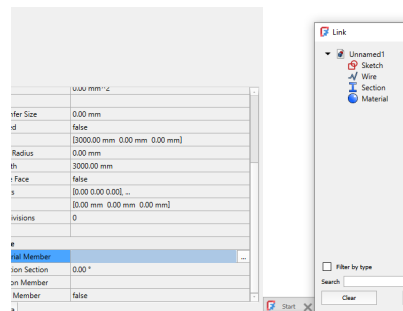 0.00 mm^2
nfer Size 0.00 mm
ed false
[3000.00 mm 0.00 mm 0.00 mm]
Radius 0.00 mm
th 3000.00 mm
Face false
s [(0.00 0.00 0.00), ...
[0.00 mm 0.00 mm 0.00 mm]
ivisions 0
e
rial Member ...
tion Section 0.00 °
on Member
Member false
a
Start
Link
Unnamed1
Sketch
Wire
Section
Material
Filter by type
Search
Clear